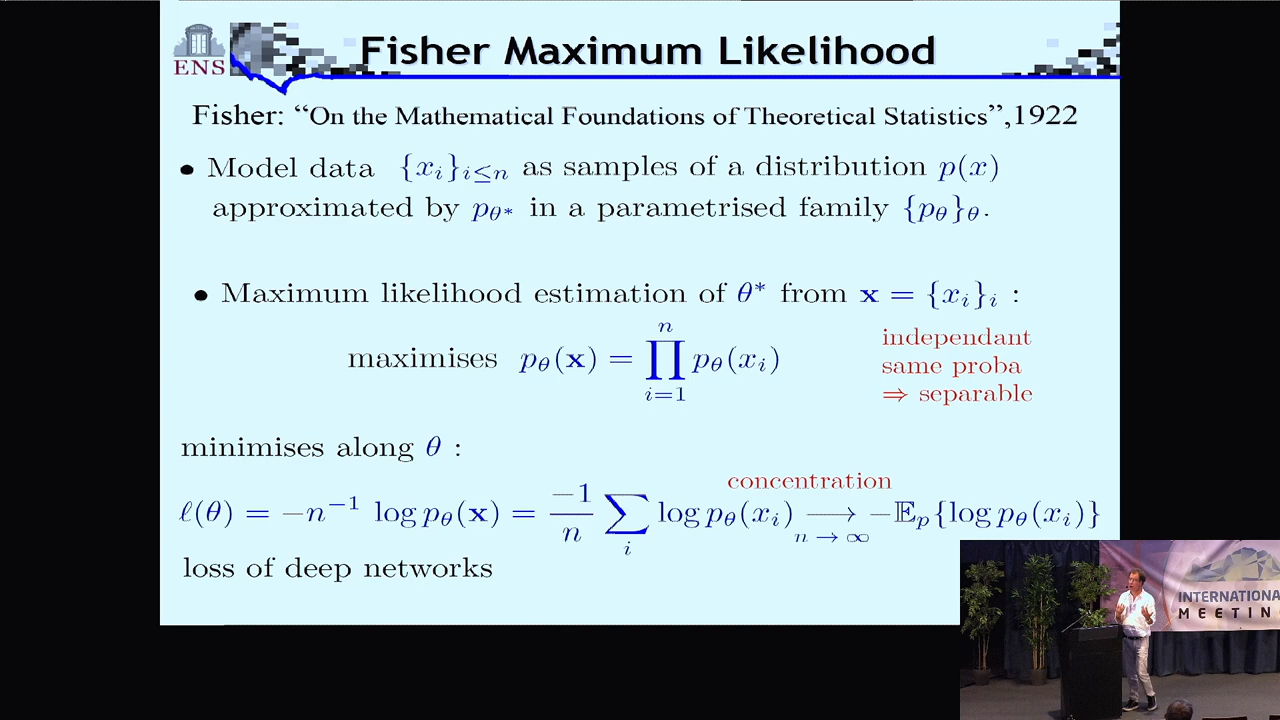 ENS
Fisher Maximum Likelihood
Fisher: “On the Mathematical Foundations of Theoretical Statistics”,1922
• Model data {x_i}_{i≤n} as samples of a distribution p(x)
approximated by p_{θ*} in a parametrised family {p_θ}_θ.
• Maximum likelihood estimation of θ* from x = {x_i}_i :
maximises p_θ(x) = ∏_{i=1}^{n} p_θ(x_i)
independant
same proba
⇒ separable
minimises along θ :
concentration
ℓ(θ) = −n^{−1} log p_θ(x) = \frac{−1}{n} ∑_i log p_θ(x_i) ⟶_{n → ∞} −𝔼_p{log p_θ(x_i)}
loss of deep networks
INTERNATIONA
MEETIN